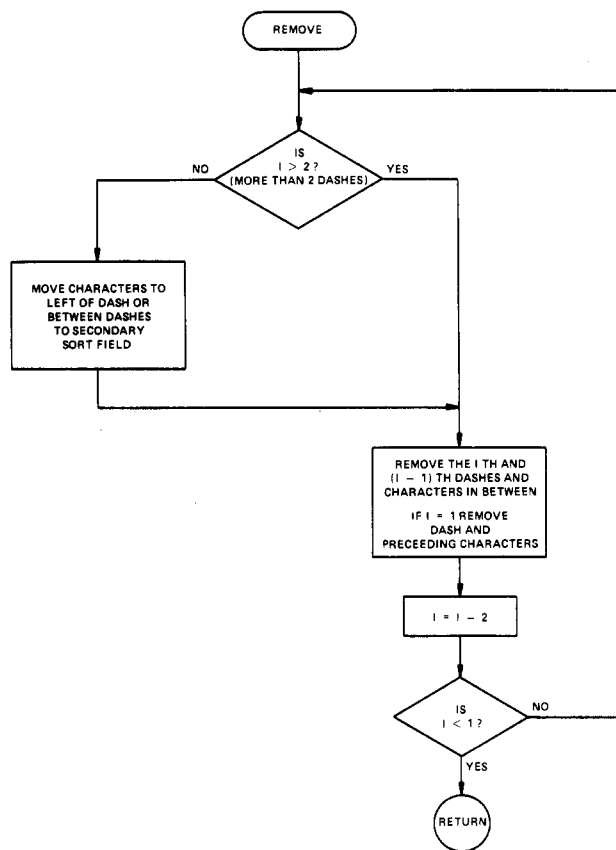 REMOVE
IS
I > 2 ?
(MORE THAN 2 DASHES)
NO
YES
MOVE CHARACTERS TO
LEFT OF DASH OR
BETWEEN DASHES
TO SECONDARY
SORT FIELD
REMOVE THE I TH AND
(I − 1) TH DASHES AND
CHARACTERS IN BETWEEN
IF I = 1 REMOVE
DASH AND
PRECEEDING CHARACTERS
I = I − 2
IS
I < 1 ?
NO
YES
RETURN